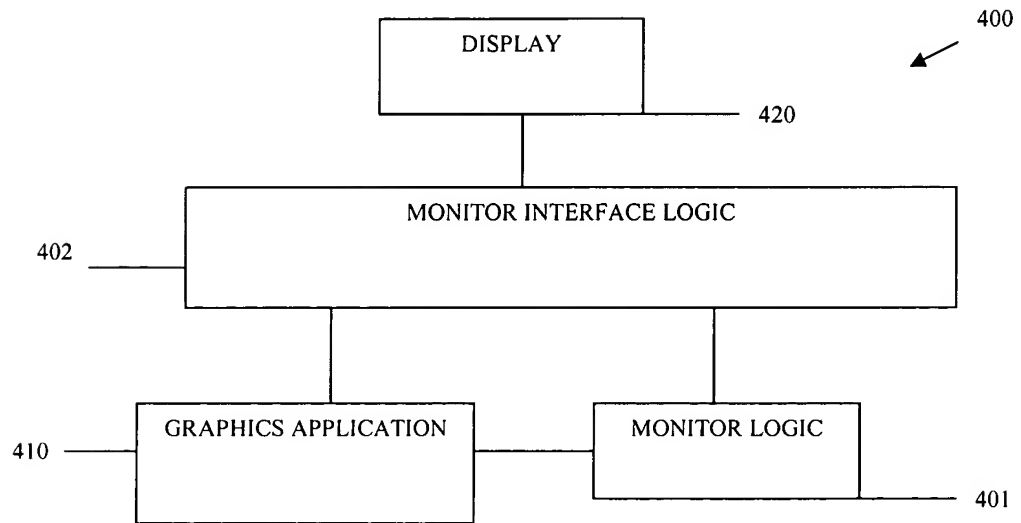 400
DISPLAY
420
MONITOR INTERFACE LOGIC
402
GRAPHICS APPLICATION
MONITOR LOGIC
410
401